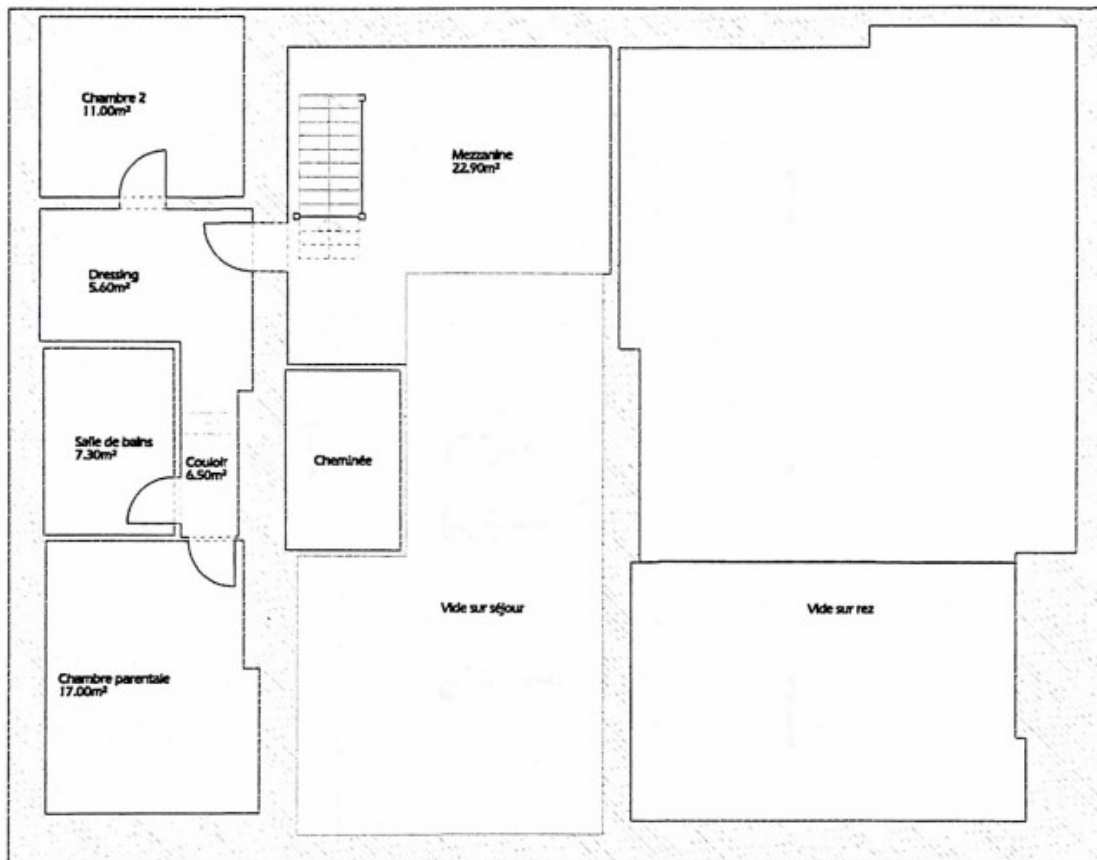 Chambre 2
11.00m²
Mezzanine
22.90m²
Dressing
5.60m²
Salle de bains
7.30m²
Couloir
6.50m²
Cheminée
Vide sur séjour
Vide sur rez
Chambre parentale
17.00m²